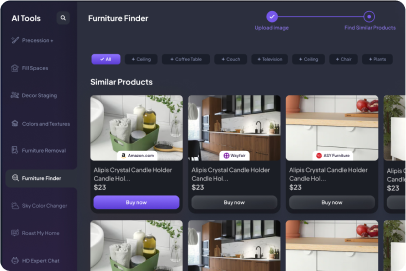 AI Tools
Precession +
Fill Spaces
Decor Staging
Colors and Textures
Furniture Removal
Furniture Finder
Sky Color Changer
Roast My Home
HD Expert Chat
Furniture Finder
Upload image
Find Similar Products
✓ All
+ Ceiling
+ Coffee Table
+ Couch
+ Television
+ Ceiling
+ Chair
+ Plants
Similar Products
Amazon.com
Wayfair
ASY Furniture
Alipis Crystal Candle Holder
Candle Hol...
$23
Buy now
Alipis Crystal Candle Holder
Candle Hol...
$23
Buy now
Alipis Crystal Candle Holder
Candle Hol...
$23
Buy now